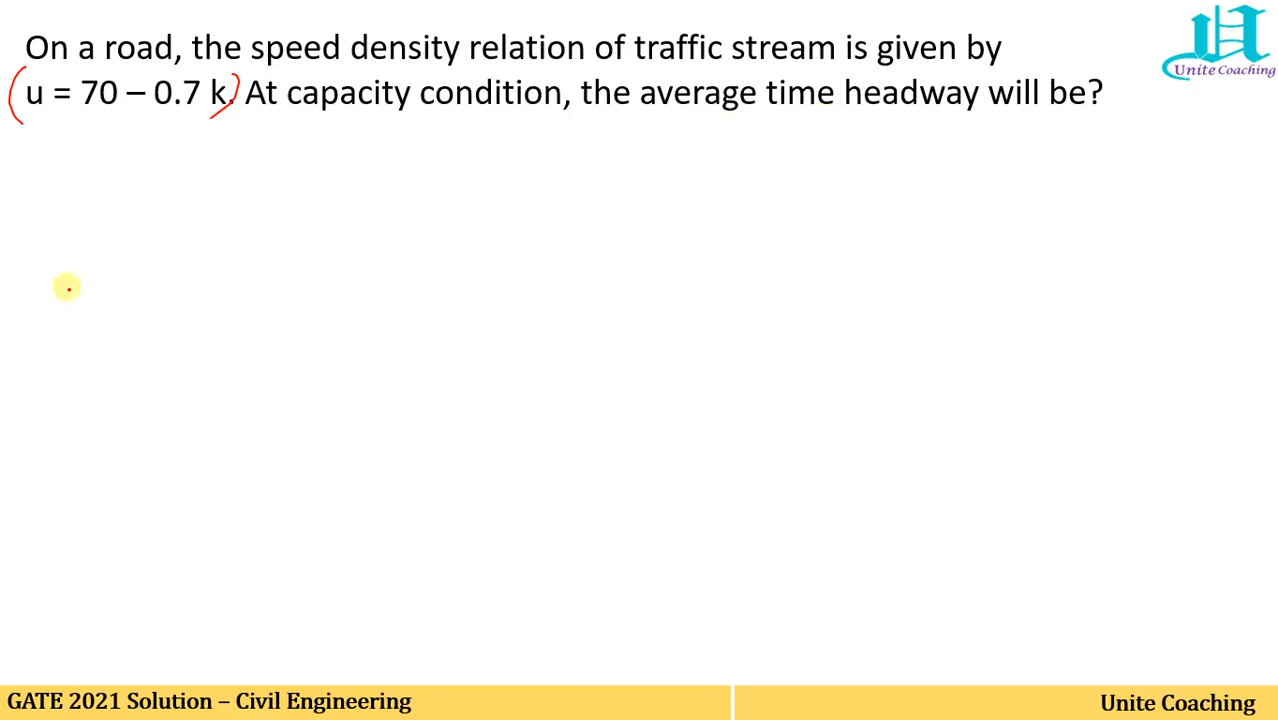 On a road, the speed density relation of traffic stream is given by
u = 70 – 0.7 k. At capacity condition, the average time headway will be?
Unite Coaching
GATE 2021 Solution – Civil Engineering
Unite Coaching